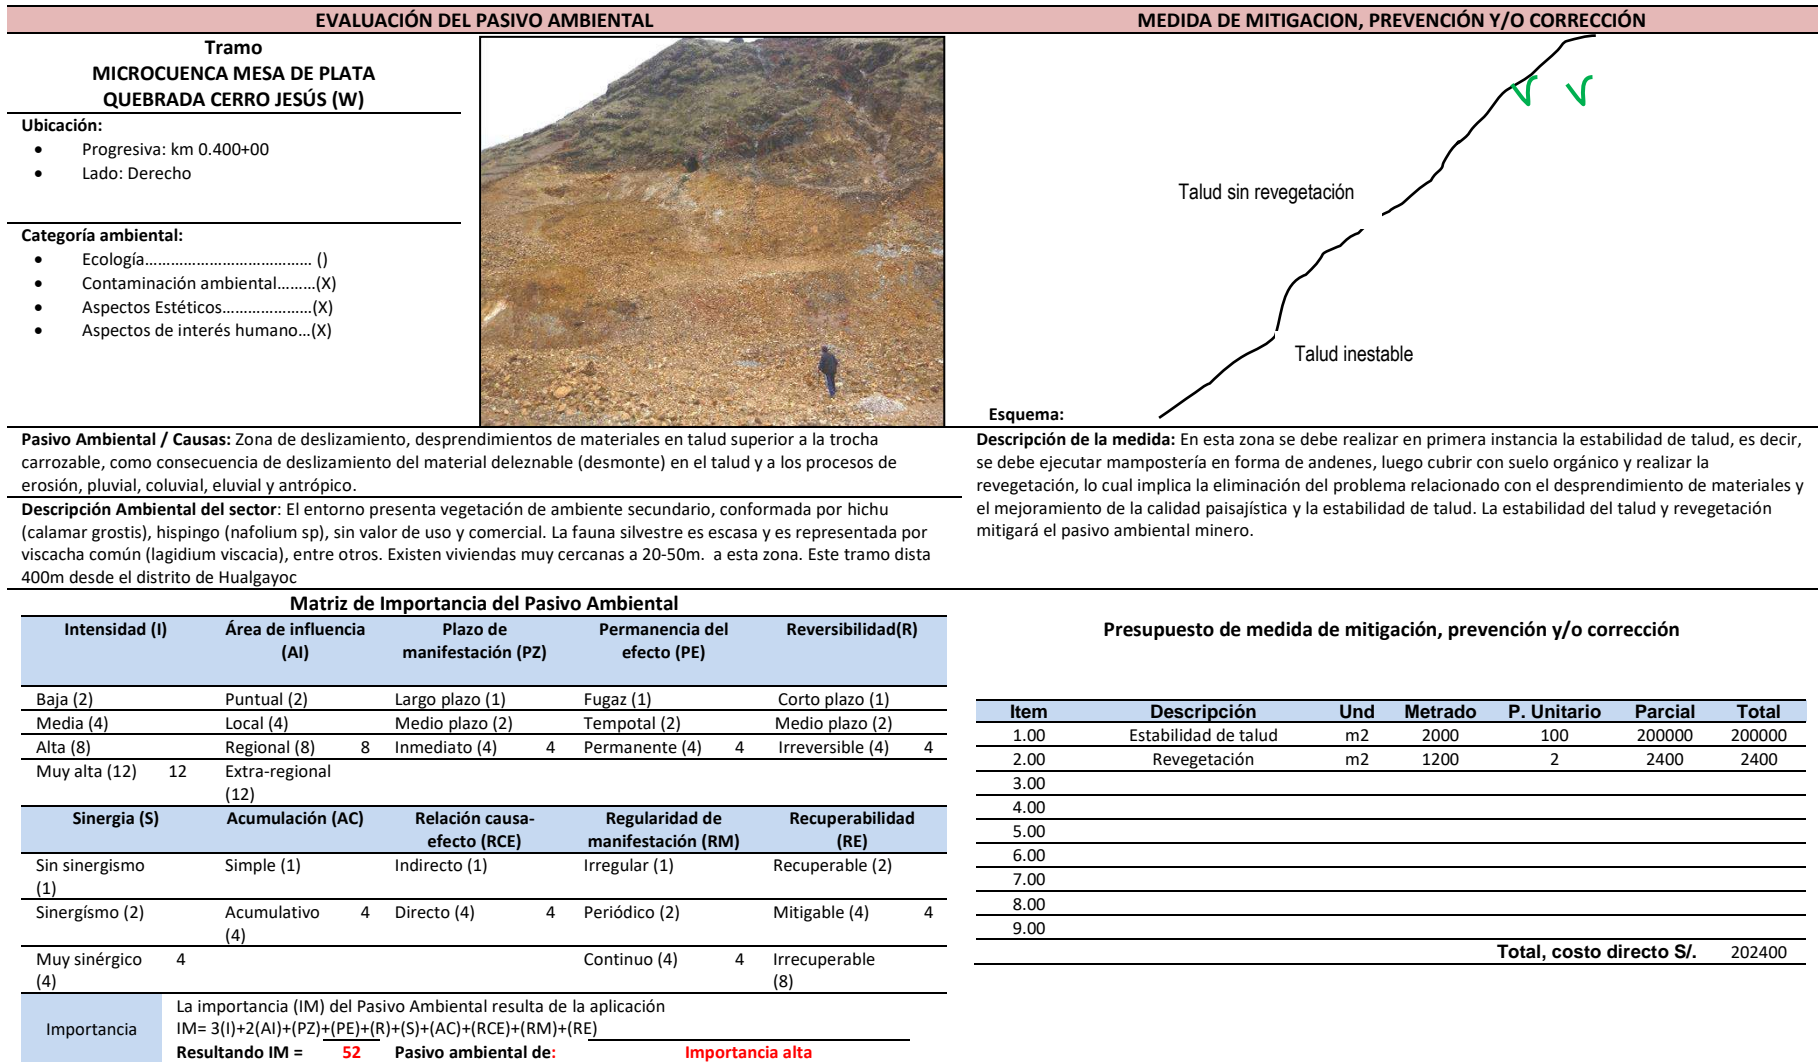 EVALUACIÓN DEL PASIVO AMBIENTAL
MEDIDA DE MITIGACION, PREVENCIÓN Y/O CORRECCIÓN
Tramo
MICROCUENCA MESA DE PLATA
QUEBRADA CERRO JESÚS (W)
Ubicación:
• Progresiva: km 0.400+00
• Lado: Derecho
Categoría ambiental:
• Ecología………………………………… ()
• Contaminación ambiental………(X)
• Aspectos Estéticos…………………(X)
• Aspectos de interés humano…(X)
Talud sin revegetación
Talud inestable
Esquema:
Pasivo Ambiental / Causas: Zona de deslizamiento, desprendimientos de materiales en talud superior a la trocha
carrozable, como consecuencia de deslizamiento del material deleznable (desmonte) en el talud y a los procesos de
erosión, pluvial, coluvial, eluvial y antrópico.
Descripción Ambiental del sector: El entorno presenta vegetación de ambiente secundario, conformada por hichu
(calamar grostis), hispingo (nafolium sp), sin valor de uso y comercial. La fauna silvestre es escasa y es representada por
viscacha común (lagidium viscacia), entre otros. Existen viviendas muy cercanas a 20-50m. a esta zona. Este tramo dista
400m desde el distrito de Hualgayoc
Descripción de la medida: En esta zona se debe realizar en primera instancia la estabilidad de talud, es decir,
se debe ejecutar mampostería en forma de andenes, luego cubrir con suelo orgánico y realizar la
revegetación, lo cual implica la eliminación del problema relacionado con el desprendimiento de materiales y
el mejoramiento de la calidad paisajística y la estabilidad de talud. La estabilidad del talud y revegetación
mitigará el pasivo ambiental minero.
Matriz de Importancia del Pasivo Ambiental
Intensidad (I) Área de influencia Plazo de Permanencia del Reversibilidad(R)
(AI) manifestación (PZ) efecto (PE)
Baja (2) Puntual (2) Largo plazo (1) Fugaz (1) Corto plazo (1)
Media (4) Local (4) Medio plazo (2) Tempotal (2) Medio plazo (2)
Alta (8) Regional (8) 8 Inmediato (4) 4 Permanente (4) 4 Irreversible (4) 4
Muy alta (12) 12 Extra-regional
(12)
Sinergia (S) Acumulación (AC) Relación causa- Regularidad de Recuperabilidad
efecto (RCE) manifestación (RM) (RE)
Sin sinergismo Simple (1) Indirecto (1) Irregular (1) Recuperable (2)
(1)
Sinergísmo (2) Acumulativo 4 Directo (4) 4 Periódico (2) Mitigable (4) 4
(4)
Muy sinérgico 4 Continuo (4) 4 Irrecuperable
(4) (8)
Importancia
La importancia (IM) del Pasivo Ambiental resulta de la aplicación
IM= 3(I)+2(AI)+(PZ)+(PE)+(R)+(S)+(AC)+(RCE)+(RM)+(RE)
Resultando IM = 52 Pasivo ambiental de: Importancia alta
Presupuesto de medida de mitigación, prevención y/o corrección
Item Descripción Und Metrado P. Unitario Parcial Total
1.00 Estabilidad de talud m2 2000 100 200000 200000
2.00 Revegetación m2 1200 2 2400 2400
3.00
4.00
5.00
6.00
7.00
8.00
9.00
Total, costo directo S/. 202400